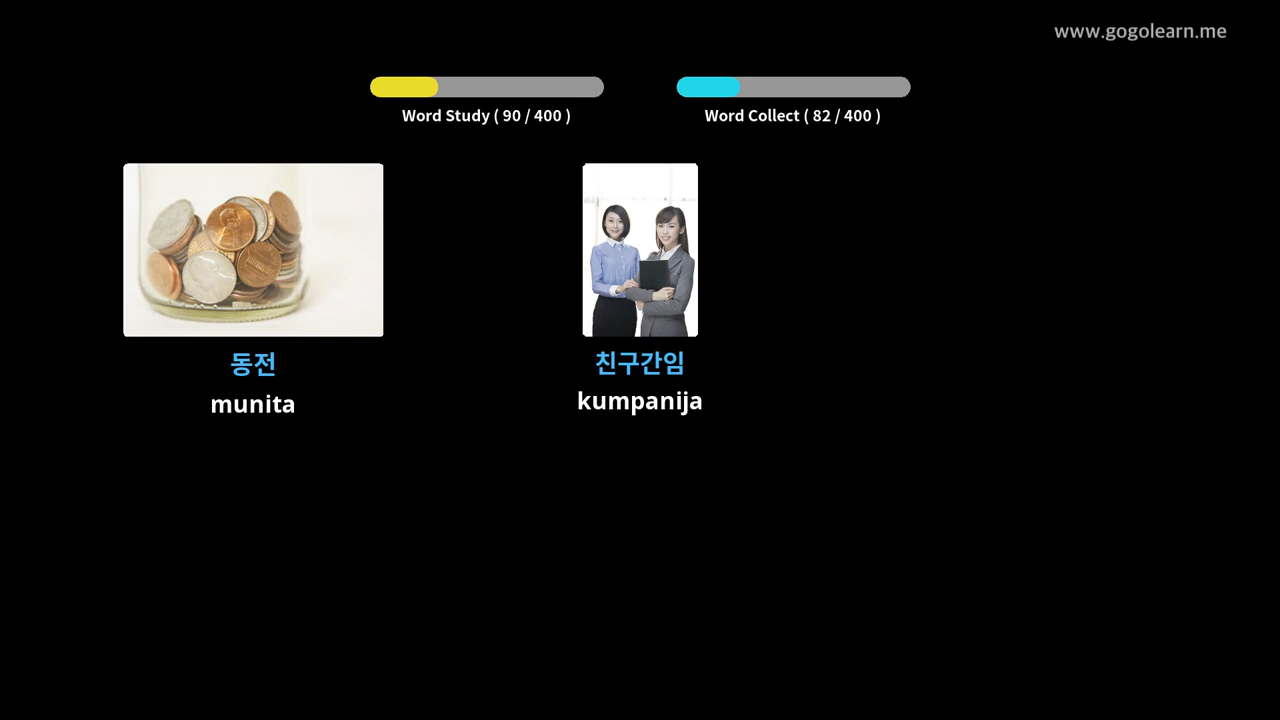 www.gogolearn.me
Word Study ( 90 / 400 )
Word Collect ( 82 / 400 )
동전
munita
친구간임
kumpanija